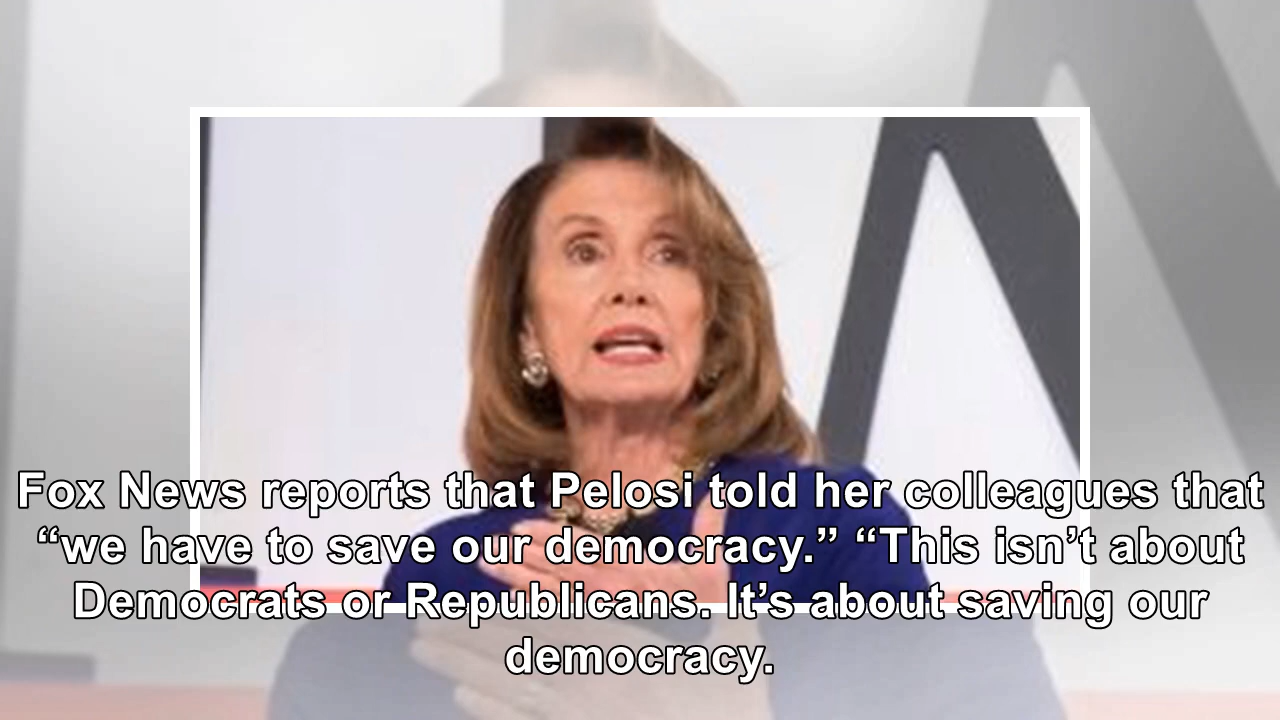 Fox News reports that Pelosi told her colleagues that
“we have to save our democracy.” “This isn’t about
Democrats or Republicans. It’s about saving our
democracy.